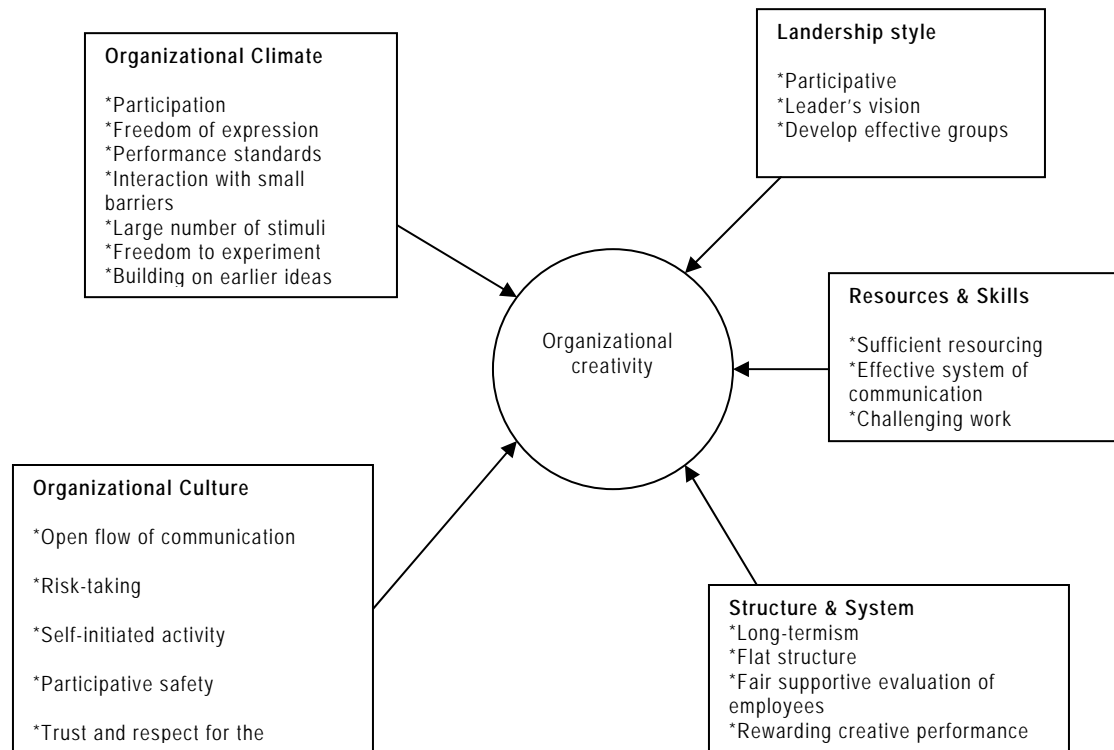 Organizational Climate
*Participation
*Freedom of expression
*Performance standards
*Interaction with small
barriers
*Large number of stimuli
*Freedom to experiment
*Building on earlier ideas
Landership style
*Participative
*Leader's vision
*Develop effective groups
Organizational
creativity
Resources & Skills
*Sufficient resourcing
*Effective system of
communication
*Challenging work
Organizational Culture
*Open flow of communication
*Risk-taking
*Self-initiated activity
*Participative safety
*Trust and respect for the
Structure & System
*Long-termism
*Flat structure
*Fair supportive evaluation of
employees
*Rewarding creative performance